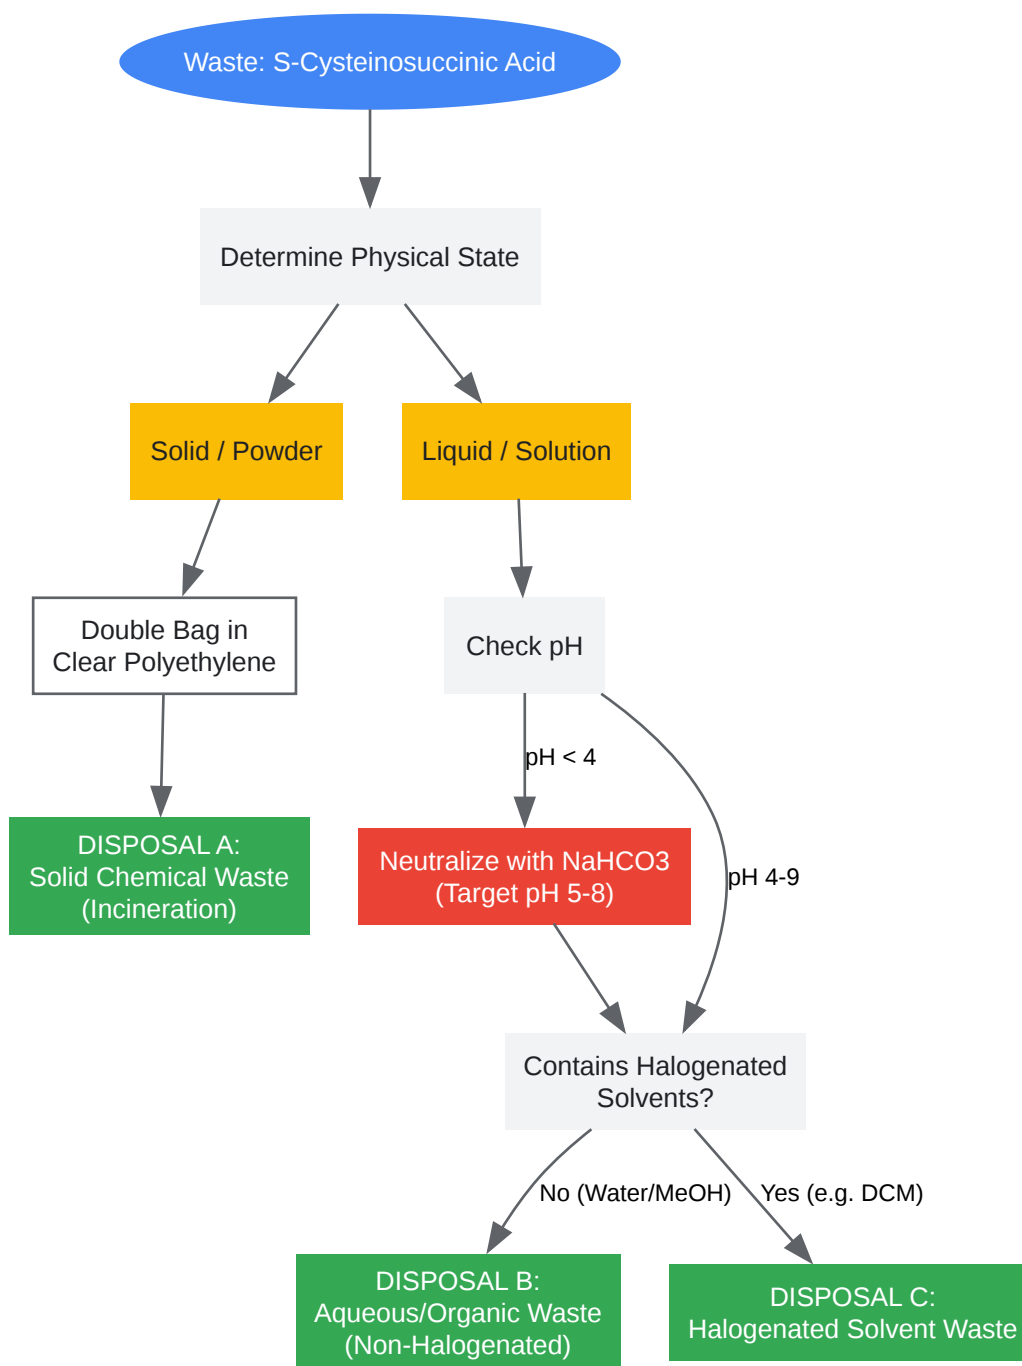 Waste: S-Cysteinosuccinic Acid
Determine Physical State
Solid / Powder
Liquid / Solution
Double Bag in
Clear Polyethylene
Check pH
pH < 4
DISPOSAL A:
Solid Chemical Waste
(Incineration)
Neutralize with NaHCO3
(Target pH 5-8)
pH 4-9
Contains Halogenated
Solvents?
No (Water/MeOH)
Yes (e.g. DCM)
DISPOSAL B:
Aqueous/Organic Waste
(Non-Halogenated)
DISPOSAL C:
Halogenated Solvent Waste